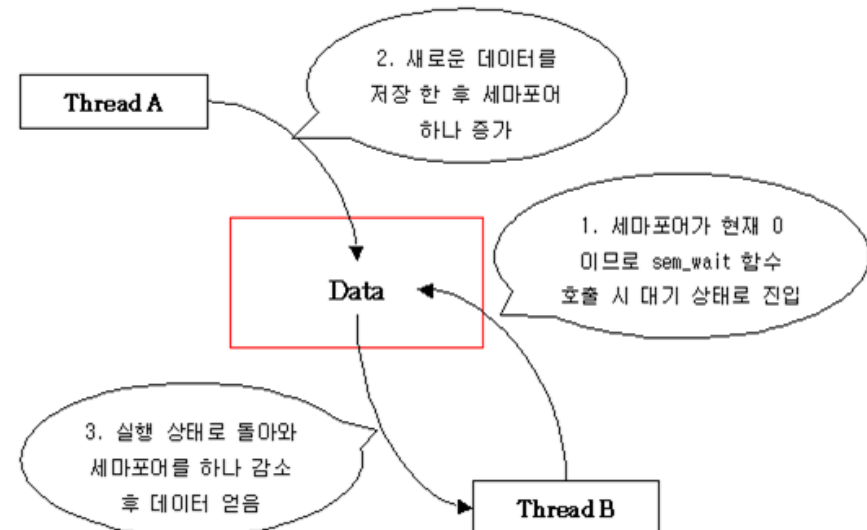 2. 새로운 데이터를
저장 한 후 세마포어
하나 증가
Thread A
1. 세마포어가 현재 0
이므로 sem_wait 함수
호출 시 대기 상태로 진입
Data
3. 실행 상태로 돌아와
세마포어를 하나 감소
후 데이터 얻음
Thread B